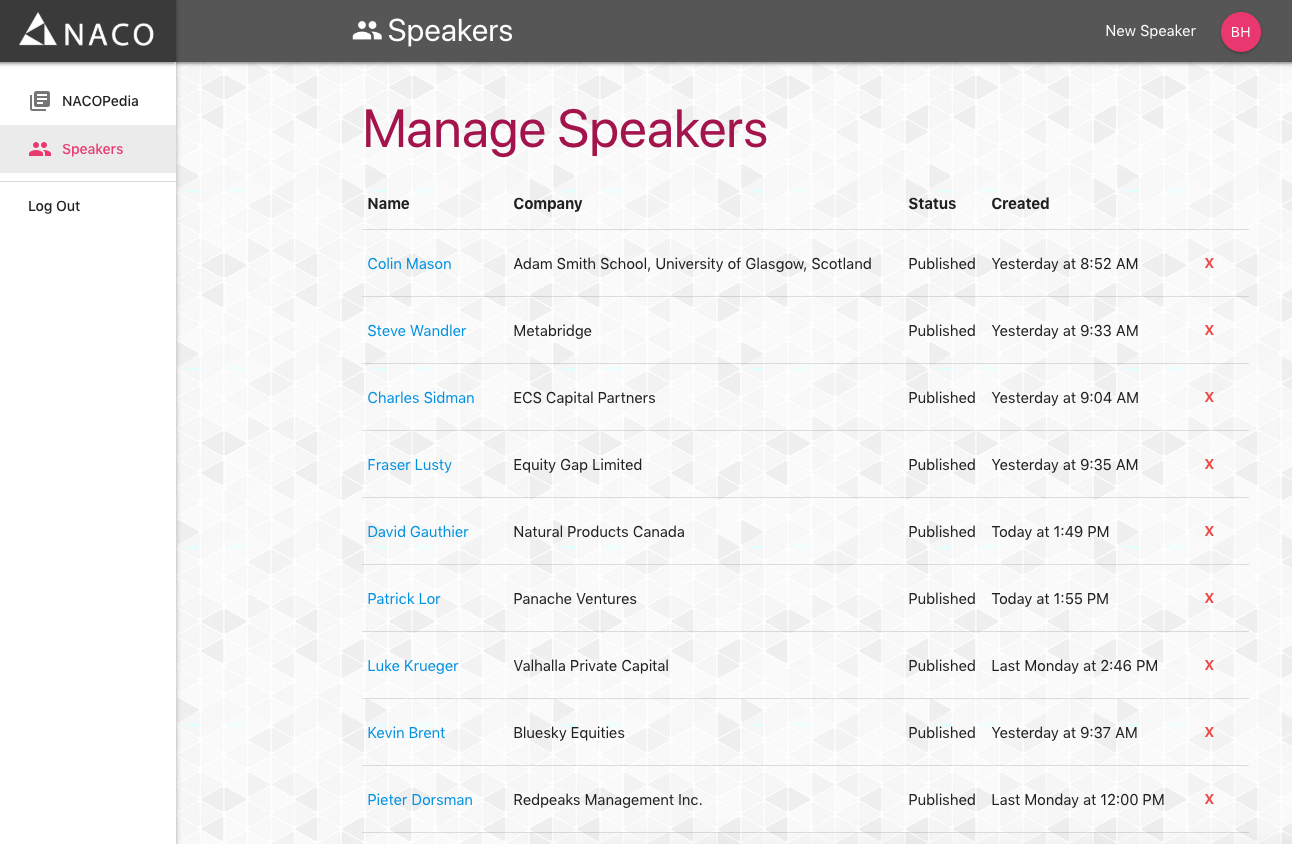 NACO
Speakers
New Speaker
BH
NACOPedia
Speakers
Log Out
Manage Speakers
Name Company Status Created
Colin Mason Adam Smith School, University of Glasgow, Scotland Published Yesterday at 8:52 AM X
Steve Wandler Metabridge Published Yesterday at 9:33 AM X
Charles Sidman ECS Capital Partners Published Yesterday at 9:04 AM X
Fraser Lusty Equity Gap Limited Published Yesterday at 9:35 AM X
David Gauthier Natural Products Canada Published Today at 1:49 PM X
Patrick Lor Panache Ventures Published Today at 1:55 PM X
Luke Krueger Valhalla Private Capital Published Last Monday at 2:46 PM X
Kevin Brent Bluesky Equities Published Yesterday at 9:37 AM X
Pieter Dorsman Redpeaks Management Inc. Published Last Monday at 12:00 PM X